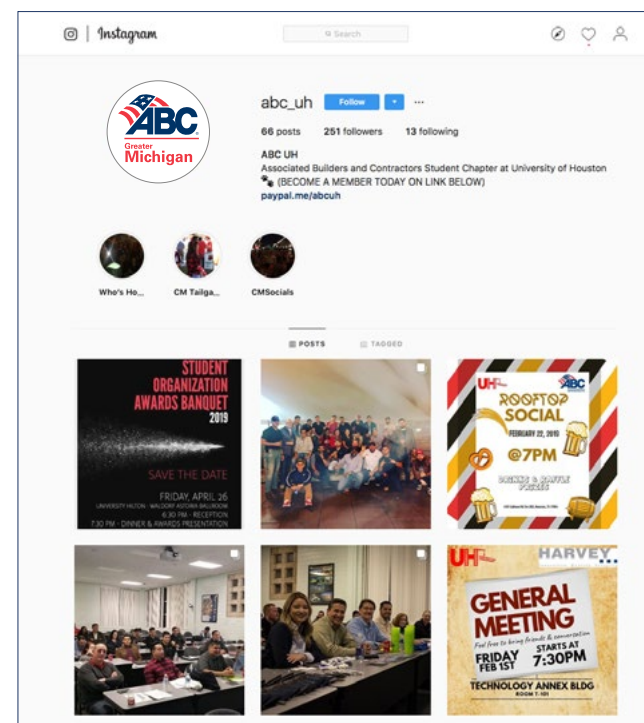 Instagram
Search
abc_uh Follow
66 posts 251 followers 13 following
ABC UH
Associated Builders and Contractors Student Chapter at University of Houston
(BECOME A MEMBER TODAY ON LINK BELOW)
paypal.me/abcuh
ABC
Greater
Michigan
Who's Ho...
CM Tailga...
CMSocials
POSTS
TAGGED
STUDENT
ORGANIZATION
AWARDS BANQUET
2019
SAVE THE DATE
FRIDAY, APRIL 26
UNIVERSITY HILTON - WALDORF ASTORIA BALLROOM
6:30 PM - RECEPTION
7:30 PM - DINNER & AWARDS PRESENTATION
UH
ABC
ROOFTOP
SOCIAL
FEBRUARY 22, 2019
@7PM
DRINKS & RAFFLE
PRIZES
UH
HARVEY
GENERAL
MEETING
Feel free to bring friends & conversation
FRIDAY
FEB 1ST
STARTS AT
7:30PM
TECHNOLOGY ANNEX BLDG
ROOM T-101